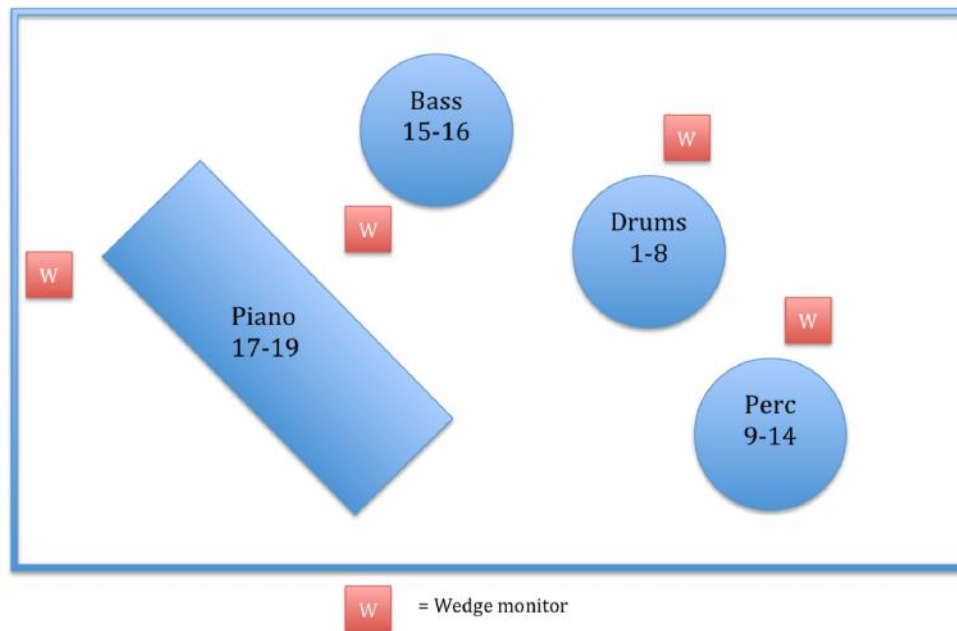 Bass
15-16
W
Drums
1-8
W
W
Piano
17-19
W
Perc
9-14
W
= Wedge monitor